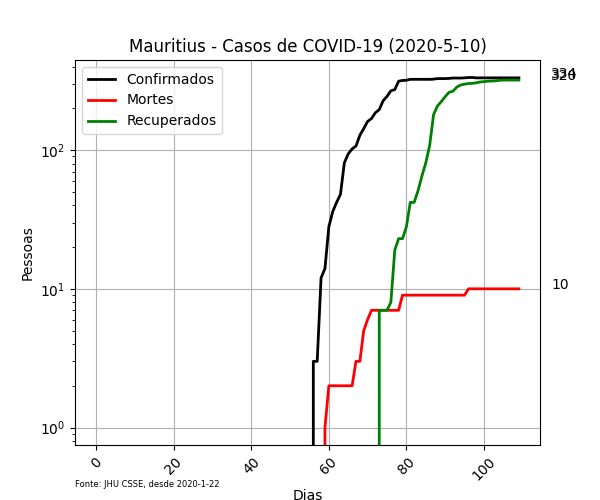 Mauritius - Casos de COVID-19 (2020-5-10)
Confirmados
Mortes
Recuperados
334
320
10
Pessoas
10²
10¹
10⁰
0
20
40
60
80
100
Dias
Fonte: JHU CSSE, desde 2020-1-22